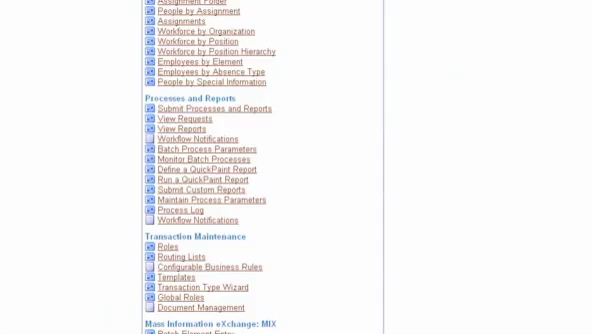 Assignment Folder
People by Assignment
Assignments
Workforce by Organization
Workforce by Position
Workforce by Position Hierarchy
Employees by Element
Employees by Absence Type
People by Special Information
Processes and Reports
Submit Processes and Reports
View Requests
View Reports
Workflow Notifications
Batch Process Parameters
Monitor Batch Processes
Define a QuickPaint Report
Run a QuickPaint Report
Submit Custom Reports
Maintain Process Parameters
Process Log
Workflow Notifications
Transaction Maintenance
Roles
Routing Lists
Configurable Business Rules
Templates
Transaction Type Wizard
Global Roles
Document Management
Mass Information eXchange: MIX
Batch Element Entry